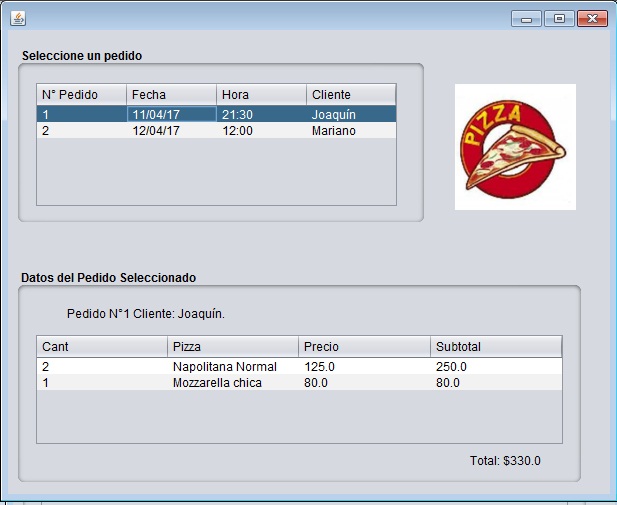 Seleccione un pedido
N° Pedido Fecha Hora Cliente
1 11/04/17 21:30 Joaquín
2 12/04/17 12:00 Mariano
PIZZA
Datos del Pedido Seleccionado
Pedido N°1 Cliente: Joaquín.
Cant Pizza Precio Subtotal
2 Napolitana Normal 125.0 250.0
1 Mozzarella chica 80.0 80.0
Total: $330.0